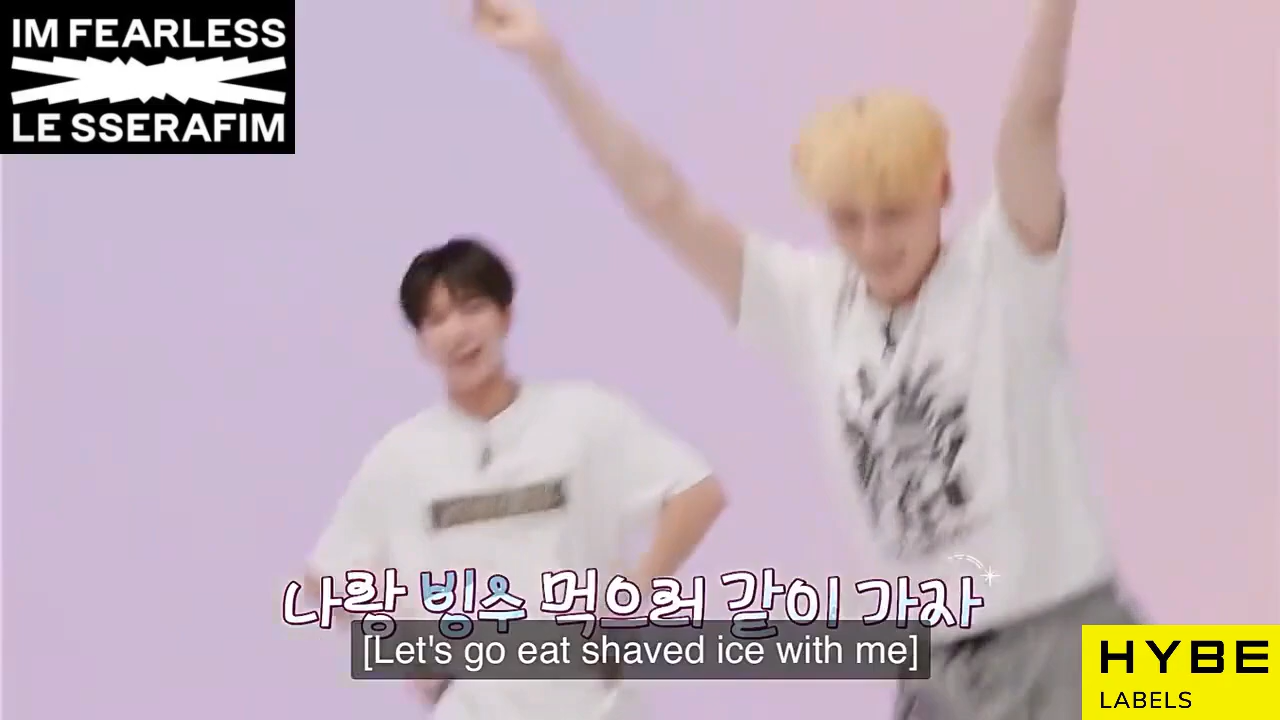 IM FEARLESS
LE SSERAFIM
나랑 빙수 먹으러 같이 가자
[Let's go eat shaved ice with me]
HYBE
LABELS